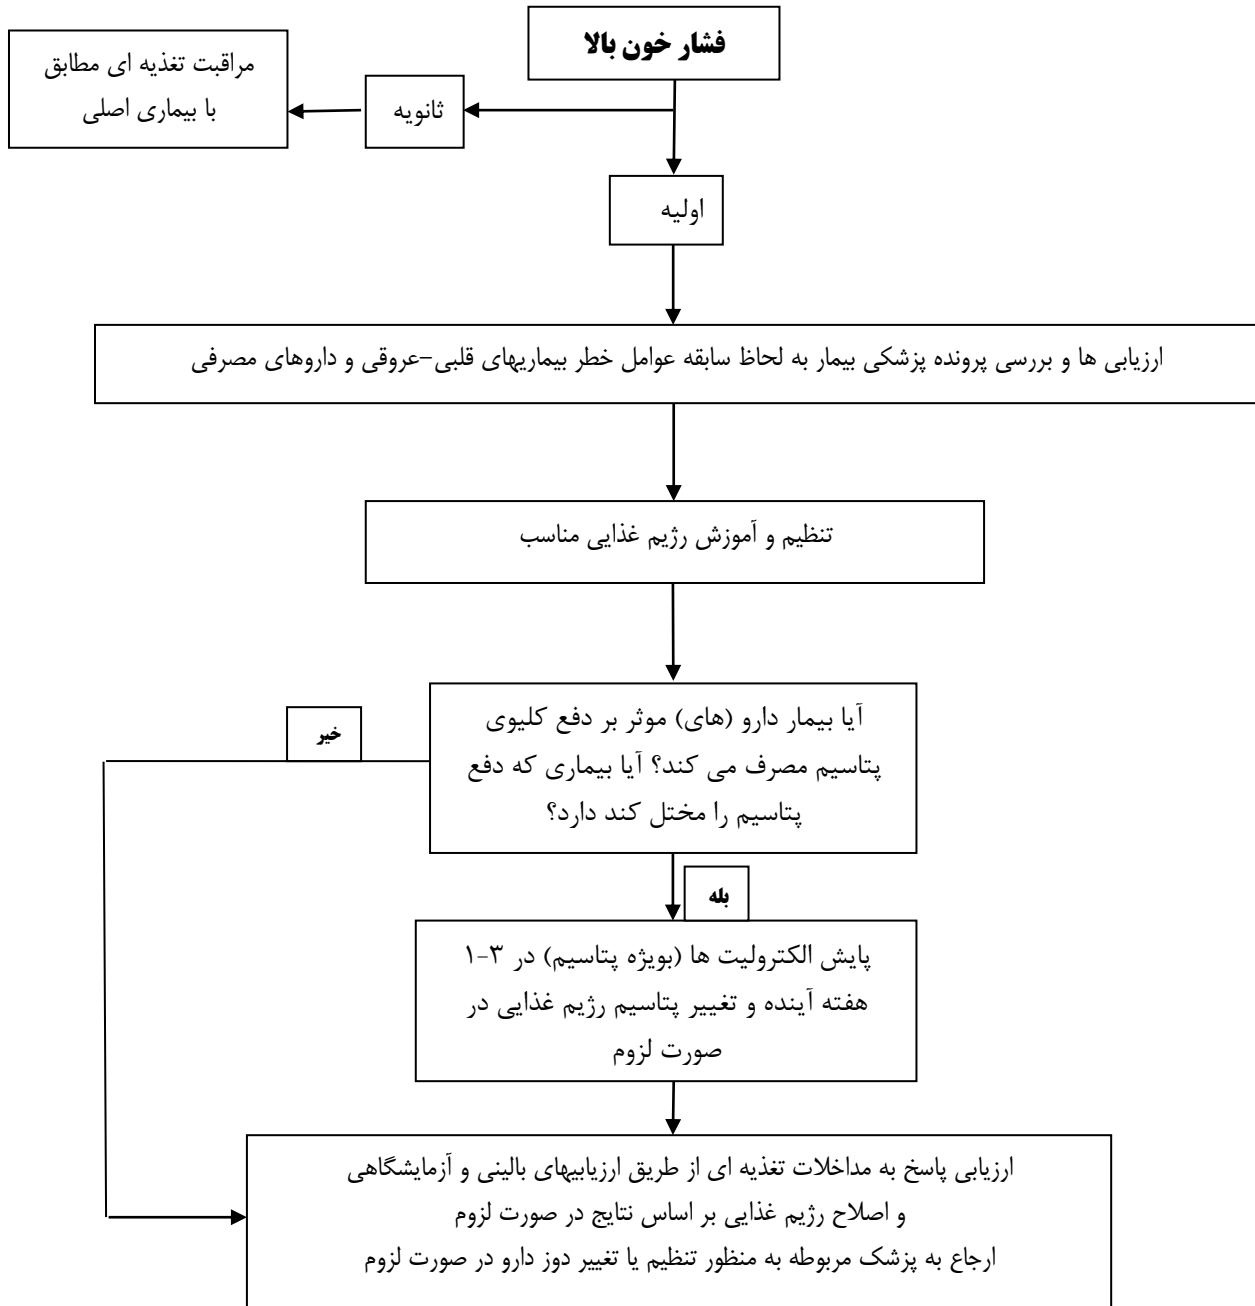 فشار خون بالا
ثانویه
مراقبت تغذیه ای مطابق
با بیماری اصلی
اولیه
ارزیابی ها و بررسی پرونده پزشکی بیمار به لحاظ سابقه عوامل خطر بیماریهای قلبی-عروقی و داروهای مصرفی
تنظیم و آموزش رژیم غذایی مناسب
آیا بیمار دارو (های) موثر بر دفع کلیوی
پتاسیم مصرف می کند؟ آیا بیماری که دفع
پتاسیم را مختل کند دارد؟
خیر
بله
پایش الکترولیت ها (بویژه پتاسیم) در ۳-۱
هفته آینده و تغییر پتاسیم رژیم غذایی در
صورت لزوم
ارزیابی پاسخ به مداخلات تغذیه ای از طریق ارزیابیهای بالینی و آزمایشگاهی
و اصلاح رژیم غذایی بر اساس نتایج در صورت لزوم
ارجاع به پزشک مربوطه به منظور تنظیم یا تغییر دوز دارو در صورت لزوم